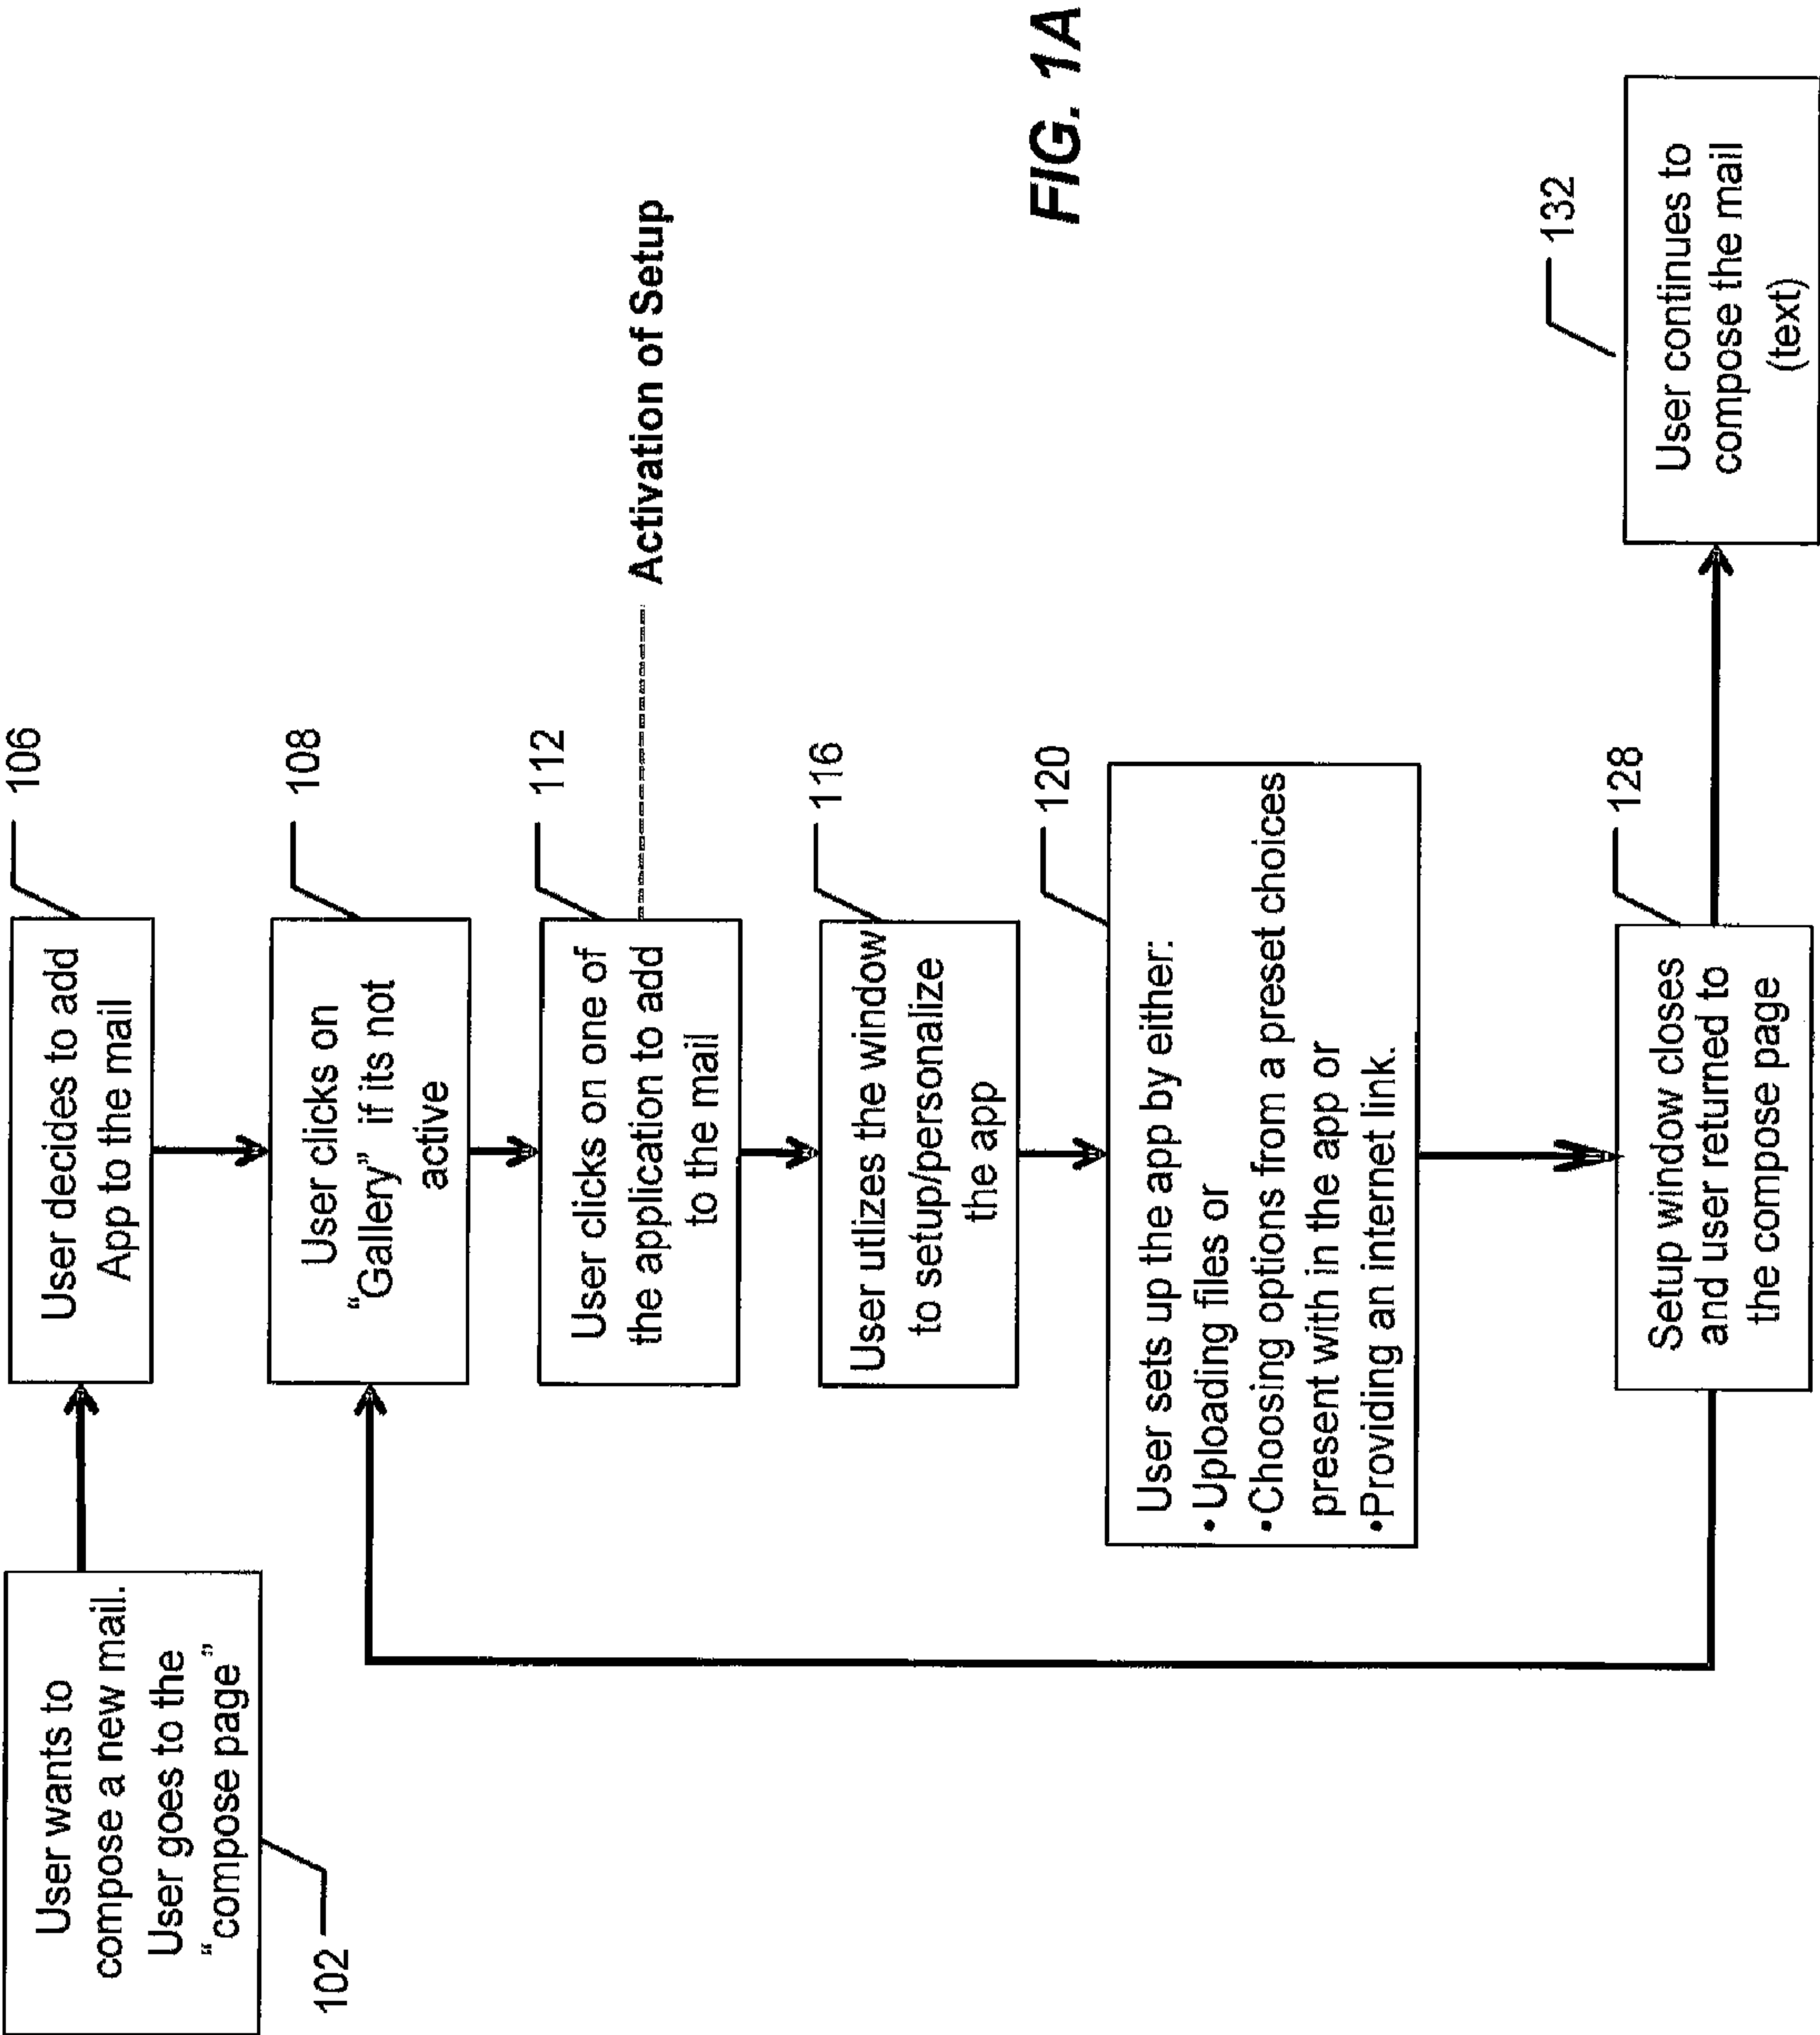 User wants to
compose a new mail.
User goes to the
“compose page”
102
User decides to add
App to the mail
106
User clicks on
“Gallery” if its not
active
108
User clicks on one of
the application to add
to the mail
112
Activation of Setup
User utlizes the window
to setup/personalize
the app
116
User sets up the app by either:
• Uploading files or
•Choosing options from a preset choices
present with in the app or
•Providing an internet link.
120
Setup window closes
and user returned to
the compose page
128
User continues to
compose the mail
(text)
132
FIG. 1A